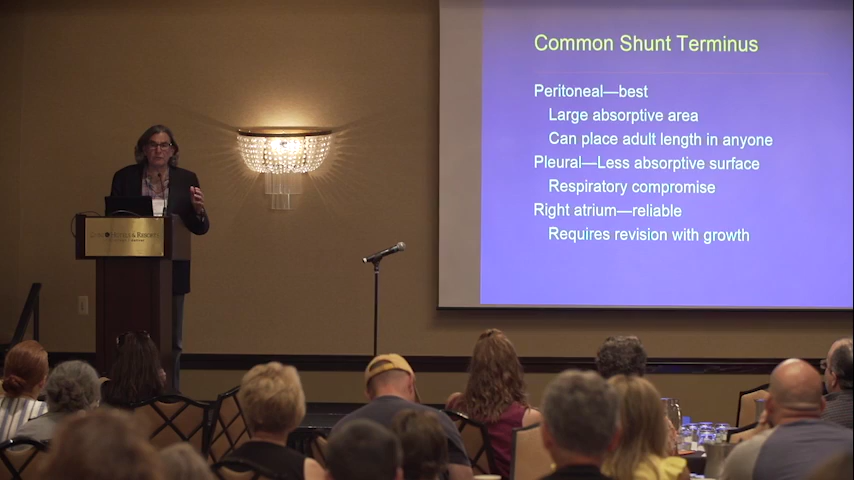 Common Shunt Terminus
Peritoneal—best
Large absorptive area
Can place adult length in anyone
Pleural—Less absorptive surface
Respiratory compromise
Right atrium—reliable
Requires revision with growth